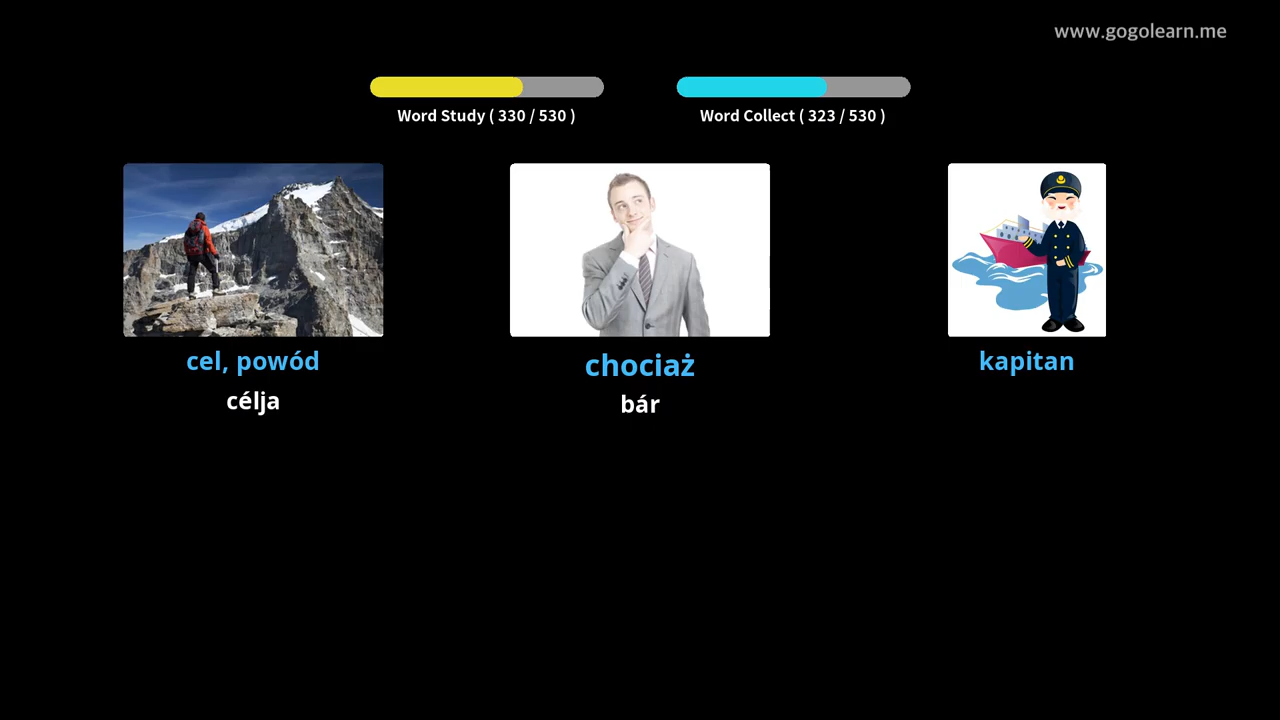 www.gogolearn.me
Word Study ( 330 / 530 )
Word Collect ( 323 / 530 )
cel, powód
chociaż
kapitan
célja
bár